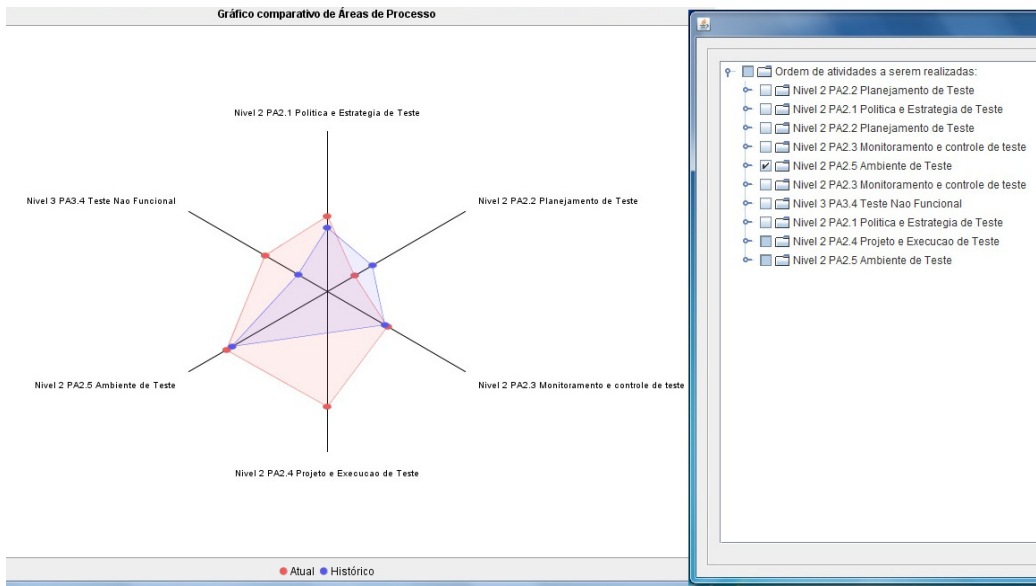 Gráfico comparativo de Áreas de Processo
Nivel 2 PA2.1 Politica e Estrategia de Teste
Nivel 3 PA3.4 Teste Nao Funcional
Nivel 2 PA2.2 Planejamento de Teste
Nivel 2 PA2.5 Ambiente de Teste
Nivel 2 PA2.3 Monitoramento e controle de teste
Nivel 2 PA2.4 Projeto e Execucao de Teste
Atual
Histórico
Ordem de atividades a serem realizadas:
Nivel 2 PA2.2 Planejamento de Teste
Nivel 2 PA2.1 Politica e Estrategia de Teste
Nivel 2 PA2.2 Planejamento de Teste
Nivel 2 PA2.3 Monitoramento e controle de teste
Nivel 2 PA2.5 Ambiente de Teste
Nivel 2 PA2.3 Monitoramento e controle de teste
Nivel 3 PA3.4 Teste Nao Funcional
Nivel 2 PA2.1 Politica e Estrategia de Teste
Nivel 2 PA2.4 Projeto e Execucao de Teste
Nivel 2 PA2.5 Ambiente de Teste